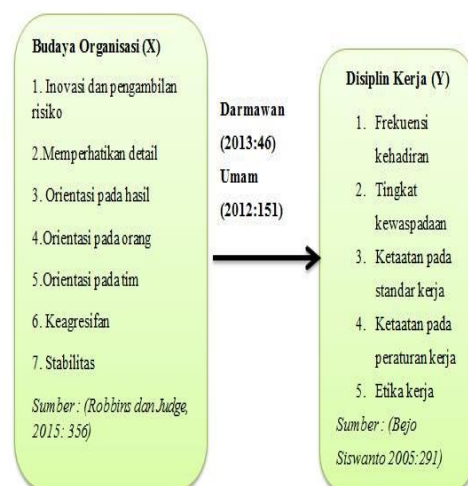 Budaya Organisasi (X)
1. Inovasi dan pengambilan
risiko
2.Memperhatikan detail
3. Orientasi pada hasil
4.Orientasi pada orang
5.Orientasi pada tim
6. Keagresifan
7. Stabilitas
Sumber : (Robbins dan Judge,
2015: 356)
Darmawan
(2013:46)
Umam
(2012:151)
Disiplin Kerja (Y)
1. Frekuensi
kehadiran
2. Tingkat
kewaspadaan
3. Ketaatan pada
standar kerja
4. Ketaatan pada
peraturan kerja
5. Etika kerja
Sumber : (Bejo
Siswanto 2005:291)